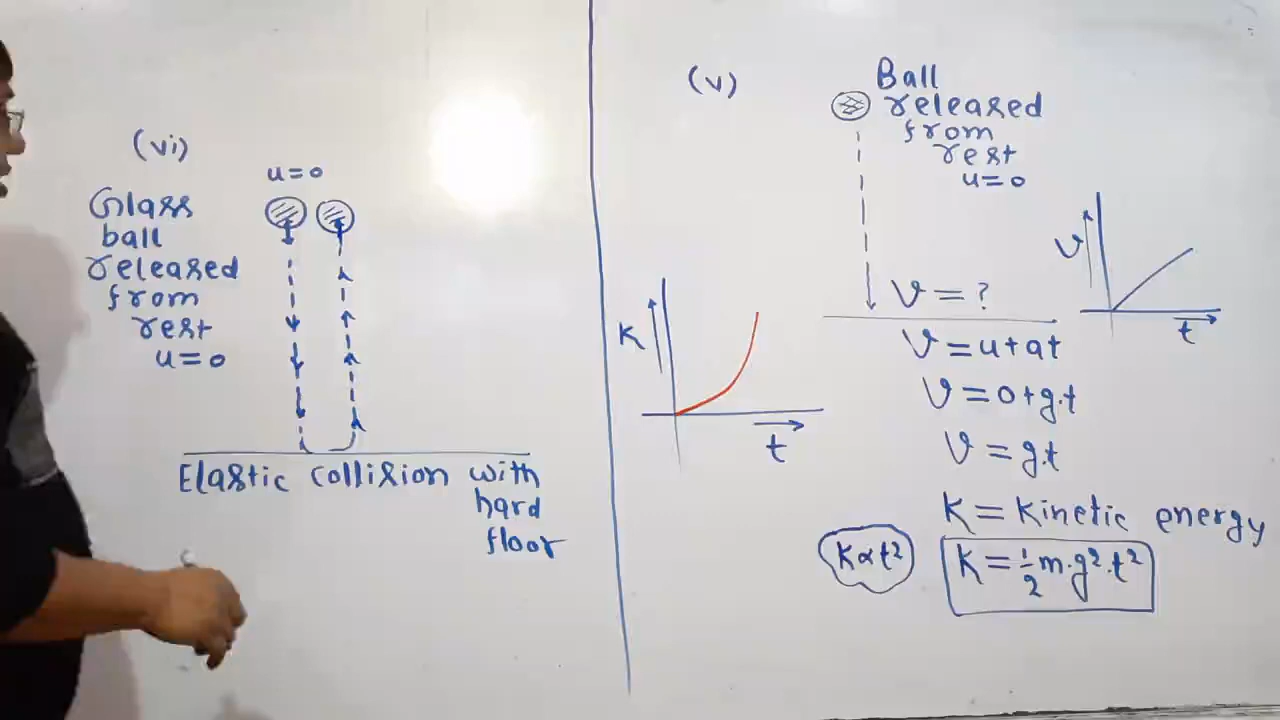 (vi)
u=0
Glass
ball
released
from
rest
u=0
Elastic collision with
hard
floor
(v)
Ball
released
from
rest
u=0
v=?
v=u+at
v=0+g.t
v=g.t
K=Kinetic energy
K∝t²
K=½m.g².t²
K
t
v
t